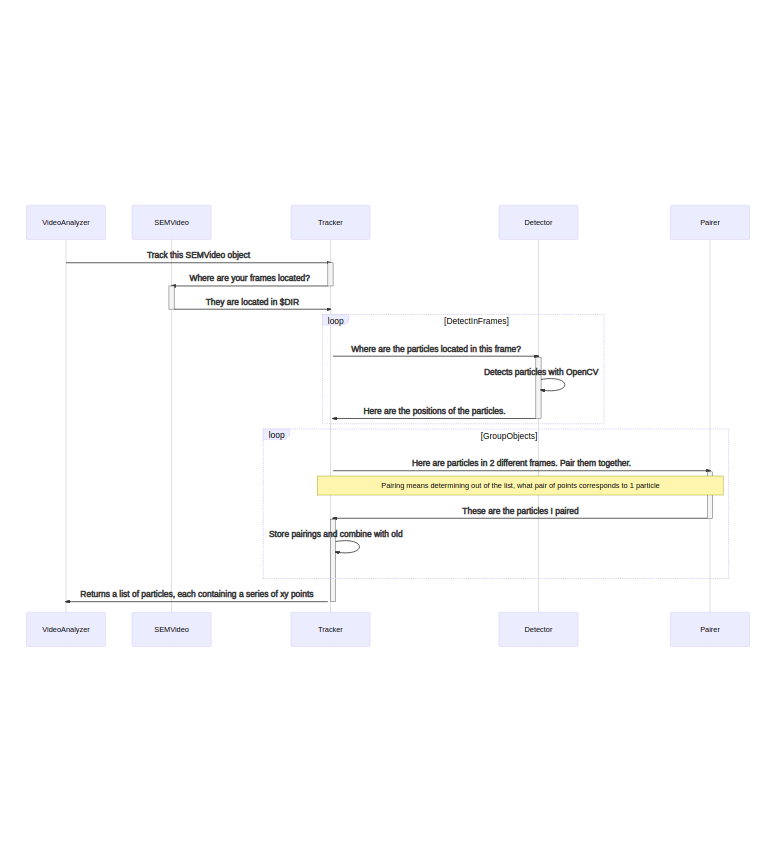 VideoAnalyzer
SEMVideo
Tracker
Detector
Pairer
Track this SEMVideo object
Where are your frames located?
They are located in $DIR
loop
[DetectInFrames]
Where are the particles located in this frame?
Detects particles with OpenCV
Here are the positions of the particles.
loop
[GroupObjects]
Here are particles in 2 different frames. Pair them together.
Pairing means determining out of the list, what pair of points corresponds to 1 particle
These are the particles I paired
Store pairings and combine with old
Returns a list of particles, each containing a series of xy points
VideoAnalyzer
SEMVideo
Tracker
Detector
Pairer